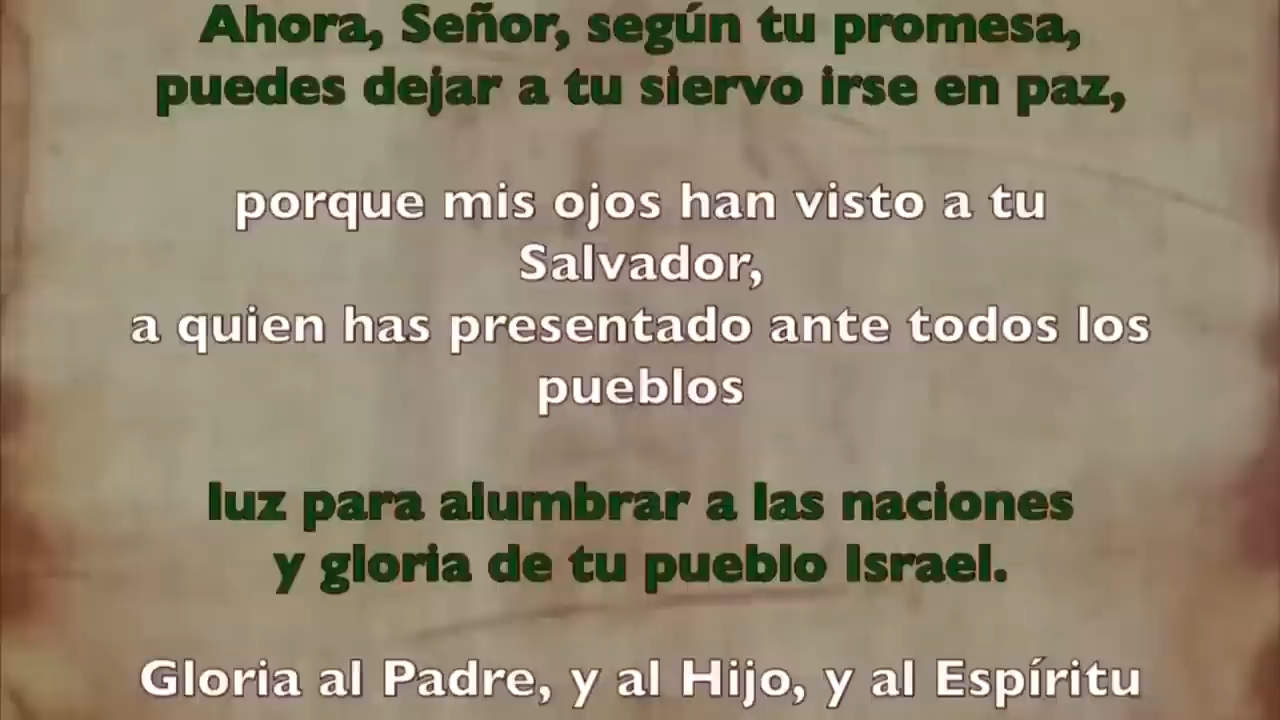 Ahora, Señor, según tu promesa,
puedes dejar a tu siervo irse en paz,
porque mis ojos han visto a tu
Salvador,
a quien has presentado ante todos los
pueblos
luz para alumbrar a las naciones
y gloria de tu pueblo Israel.
Gloria al Padre, y al Hijo, y al Espíritu